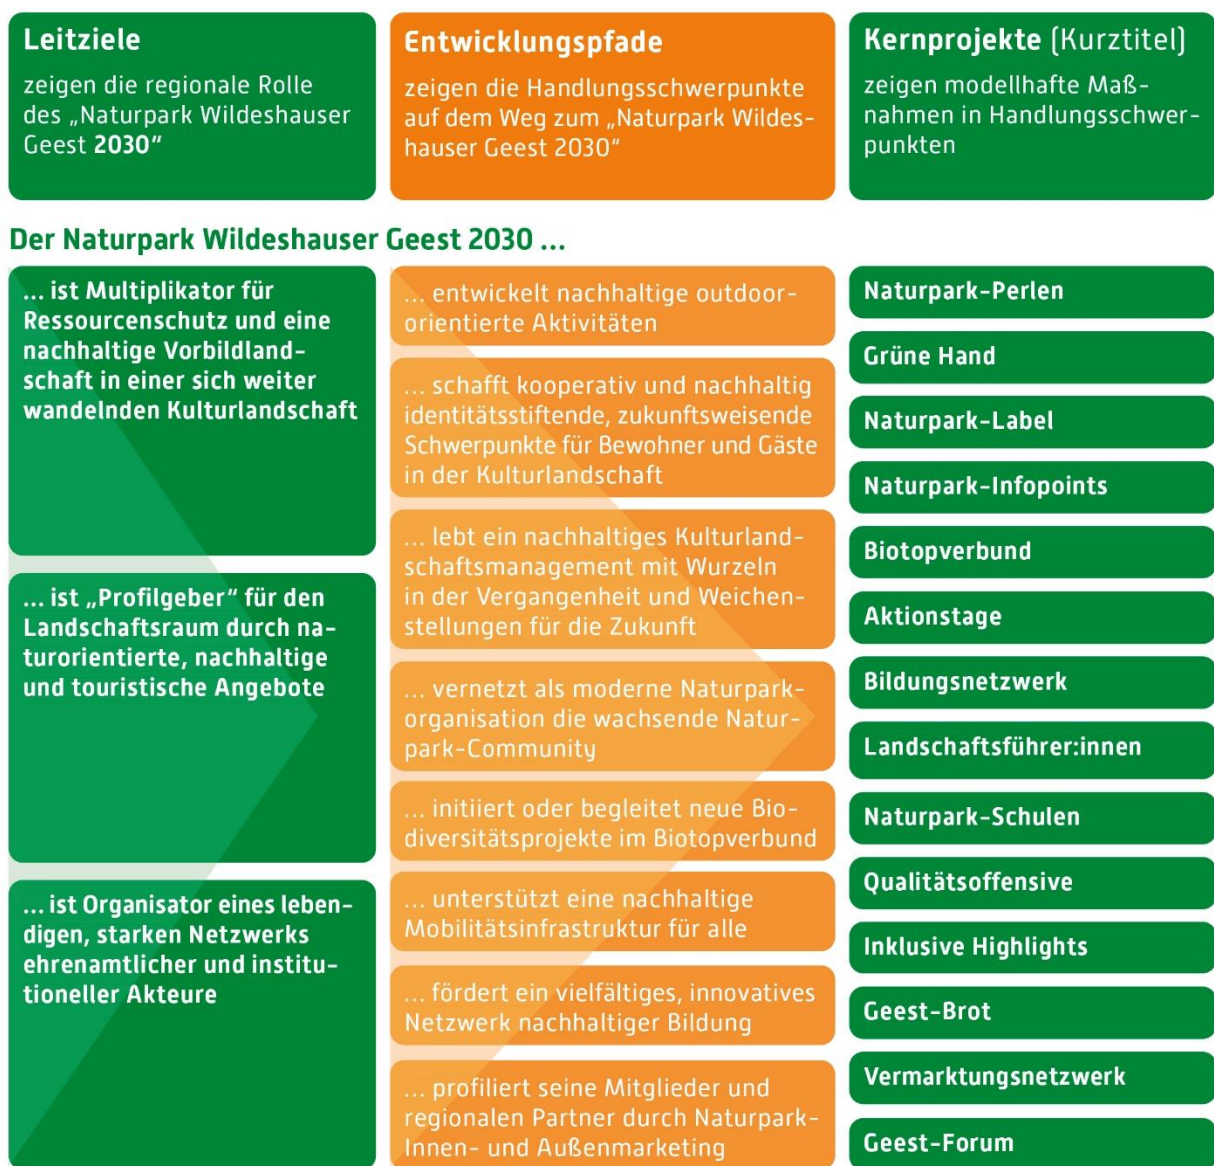 Leitziele
zeigen die regionale Rolle
des „Naturpark Wildeshauser
Geest 2030“
Entwicklungspfade
zeigen die Handlungsschwerpunkte
auf dem Weg zum „Naturpark Wildes-
hauser Geest 2030“
Kernprojekte (Kurztitel)
zeigen modellhafte Maß-
nahmen in Handlungsschwer-
punkten
Der Naturpark Wildeshauser Geest 2030 ...
... ist Multiplikator für
Ressourcenschutz und eine
nachhaltige Vorbildland-
schaft in einer sich weiter
wandelnden Kulturlandschaft
... ist „Profilgeber“ für den
Landschaftsraum durch na-
turorientierte, nachhaltige
und touristische Angebote
... ist Organisator eines leben-
digen, starken Netzwerks
ehrenamtlicher und institu-
tioneller Akteure
... entwickelt nachhaltige outdoor-
orientierte Aktivitäten
... schafft kooperativ und nachhaltig
identitätsstiftende, zukunftsweisende
Schwerpunkte für Bewohner und Gäste
in der Kulturlandschaft
... lebt ein nachhaltiges Kulturland-
schaftsmanagement mit Wurzeln
in der Vergangenheit und Weichen-
stellungen für die Zukunft
... vernetzt als moderne Naturpark-
organisation die wachsende Natur-
park-Community
... initiiert oder begleitet neue Bio-
diversitätsprojekte im Biotopverbund
... unterstützt eine nachhaltige
Mobilitätsinfrastruktur für alle
... fördert ein vielfältiges, innovatives
Netzwerk nachhaltiger Bildung
... profiliert seine Mitglieder und
regionalen Partner durch Naturpark-
Innen- und Außenmarketing
Naturpark-Perlen
Grüne Hand
Naturpark-Label
Naturpark-Infopoints
Biotopverbund
Aktionstage
Bildungsnetzwerk
Landschaftsführer:innen
Naturpark-Schulen
Qualitätsoffensive
Inklusive Highlights
Geest-Brot
Vermarktungsnetzwerk
Geest-Forum